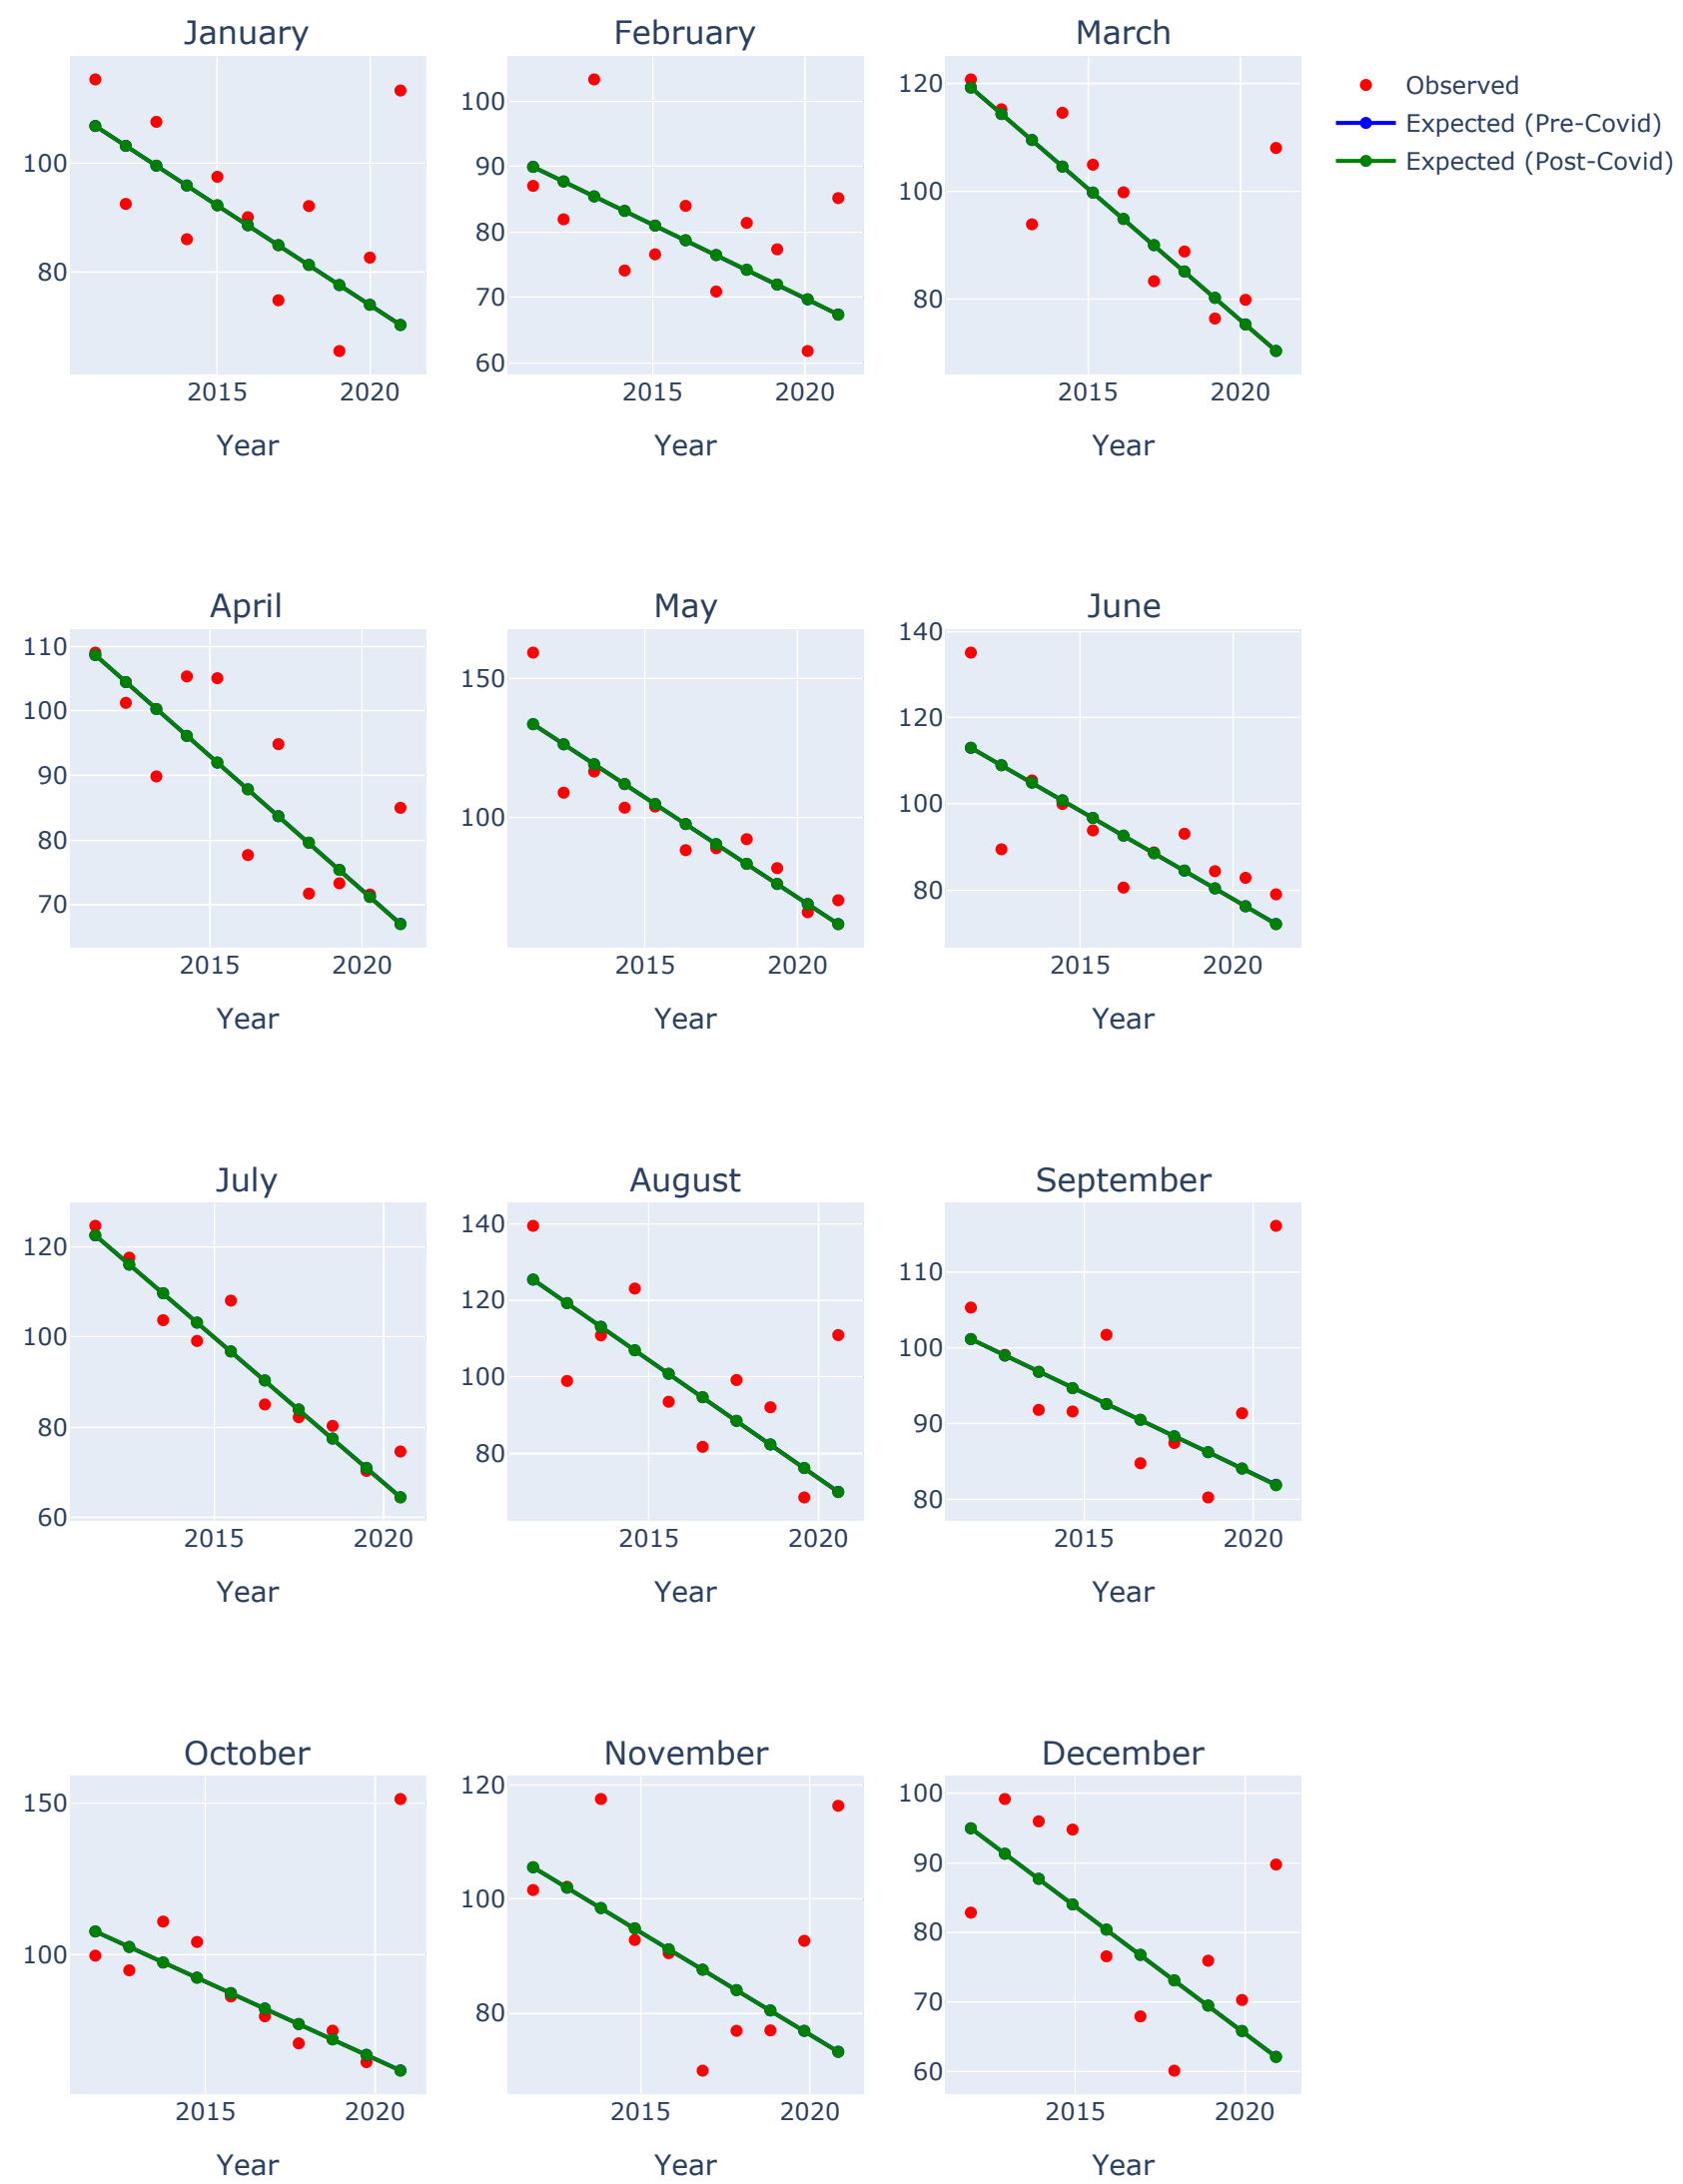 January
February
March
100
80
2015
2020
Year
100
90
80
70
60
2015
2020
Year
120
100
80
2015
2020
Year
Observed
Expected (Pre-Covid)
Expected (Post-Covid)
April
May
June
110
100
90
80
70
2015
2020
Year
150
100
2015
2020
Year
140
120
100
80
2015
2020
Year
July
August
September
120
100
80
60
2015
2020
Year
140
120
100
80
2015
2020
Year
110
100
90
80
2015
2020
Year
October
November
December
150
100
2015
2020
Year
120
100
80
2015
2020
Year
100
90
80
70
60
2015
2020
Year